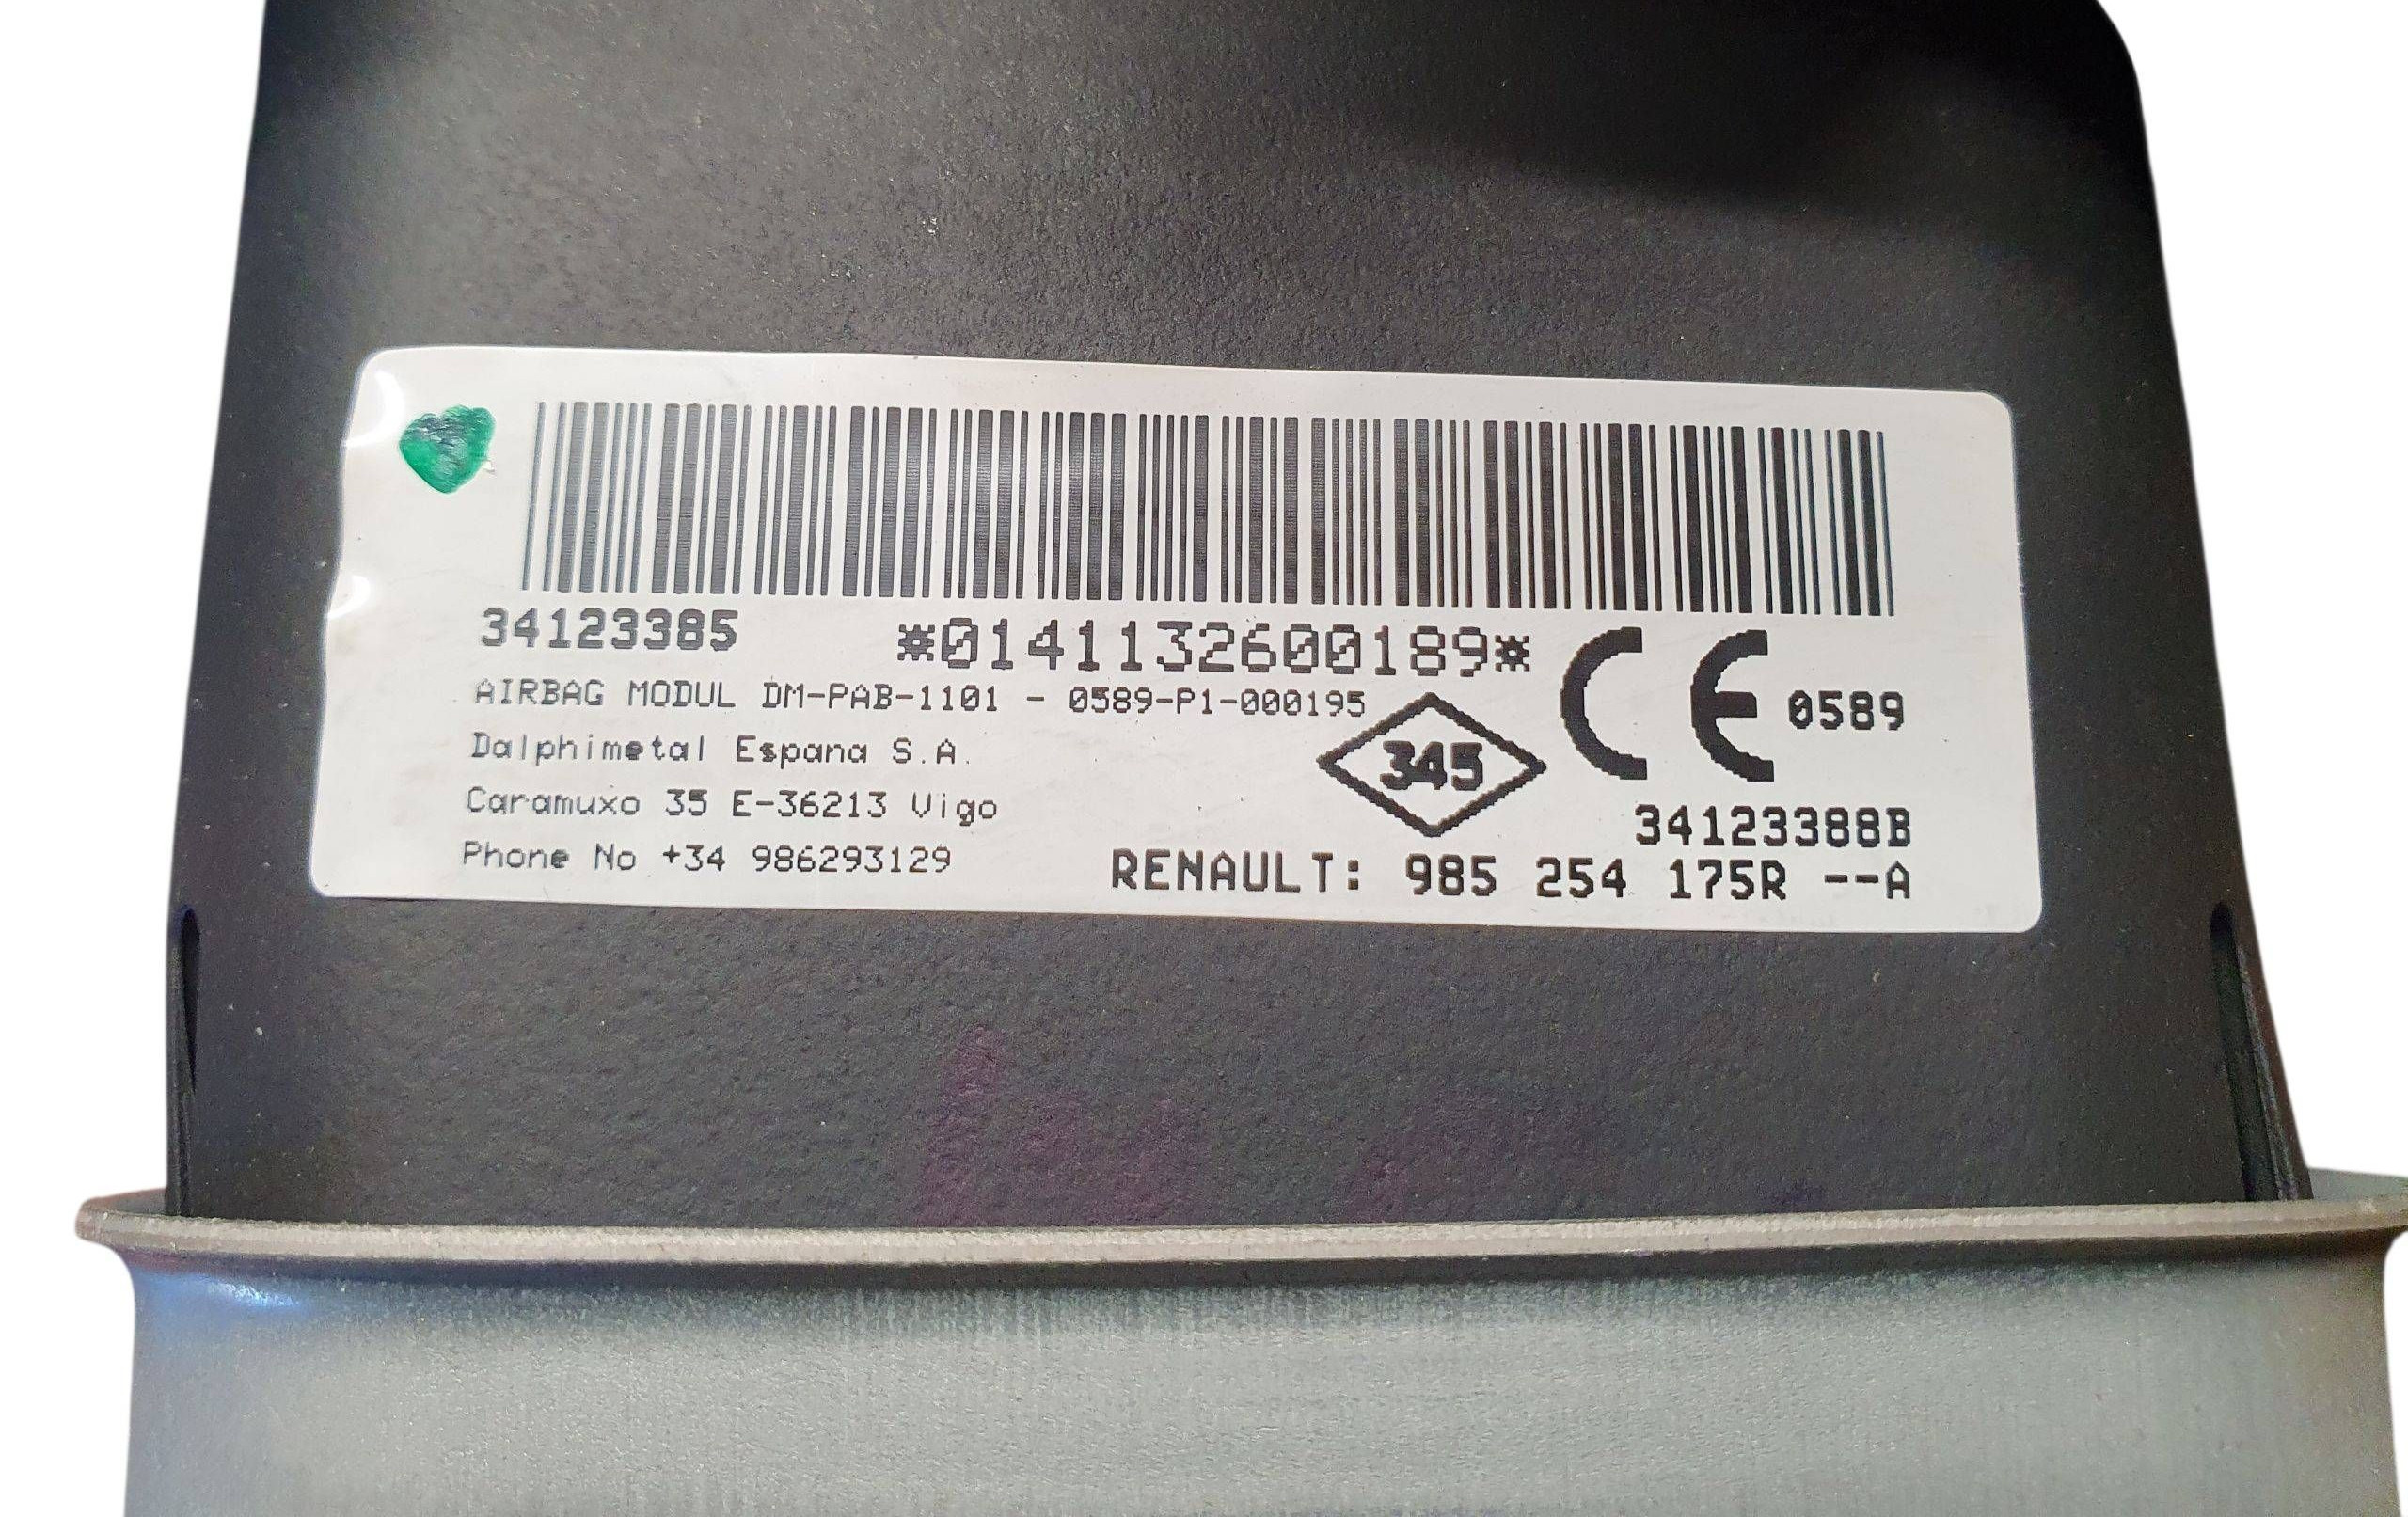 34123385 *0141132600189*
AIRBAG MODUL DM-PAB-1101 - 0589-P1-000195
Dalphimetal Espana S.A.
Caramuxo 35 E-36213 Vigo
Phone No +34 986293129
345
CE 0589
34123388B
RENAULT: 985 254 175R --A